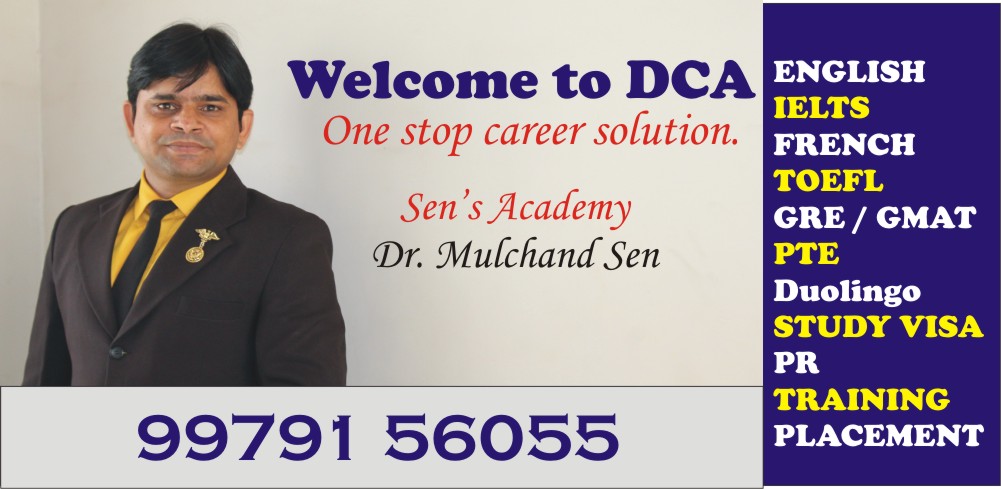 Welcome to DCA
One stop career solution.
Sen's Academy
Dr. Mulchand Sen
99791 56055
ENGLISH
IELTS
FRENCH
TOEFL
GRE / GMAT
PTE
Duolingo
STUDY VISA
PR
TRAINING
PLACEMENT